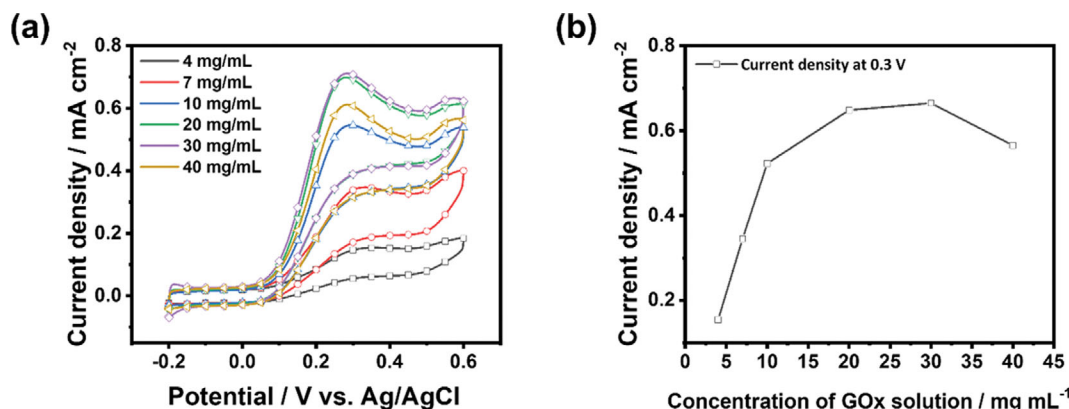 (a)
0.8
0.6
0.4
0.2
0.0
Current density / mA cm⁻²
4 mg/mL
7 mg/mL
10 mg/mL
20 mg/mL
30 mg/mL
40 mg/mL
-0.2 0.0 0.2 0.4 0.6
Potential / V vs. Ag/AgCl
(b)
0.8
0.6
0.4
0.2
Current density / mA cm⁻²
Current density at 0.3 V
0 5 10 15 20 25 30 35 40 45
Concentration of GOx solution / mg mL⁻¹